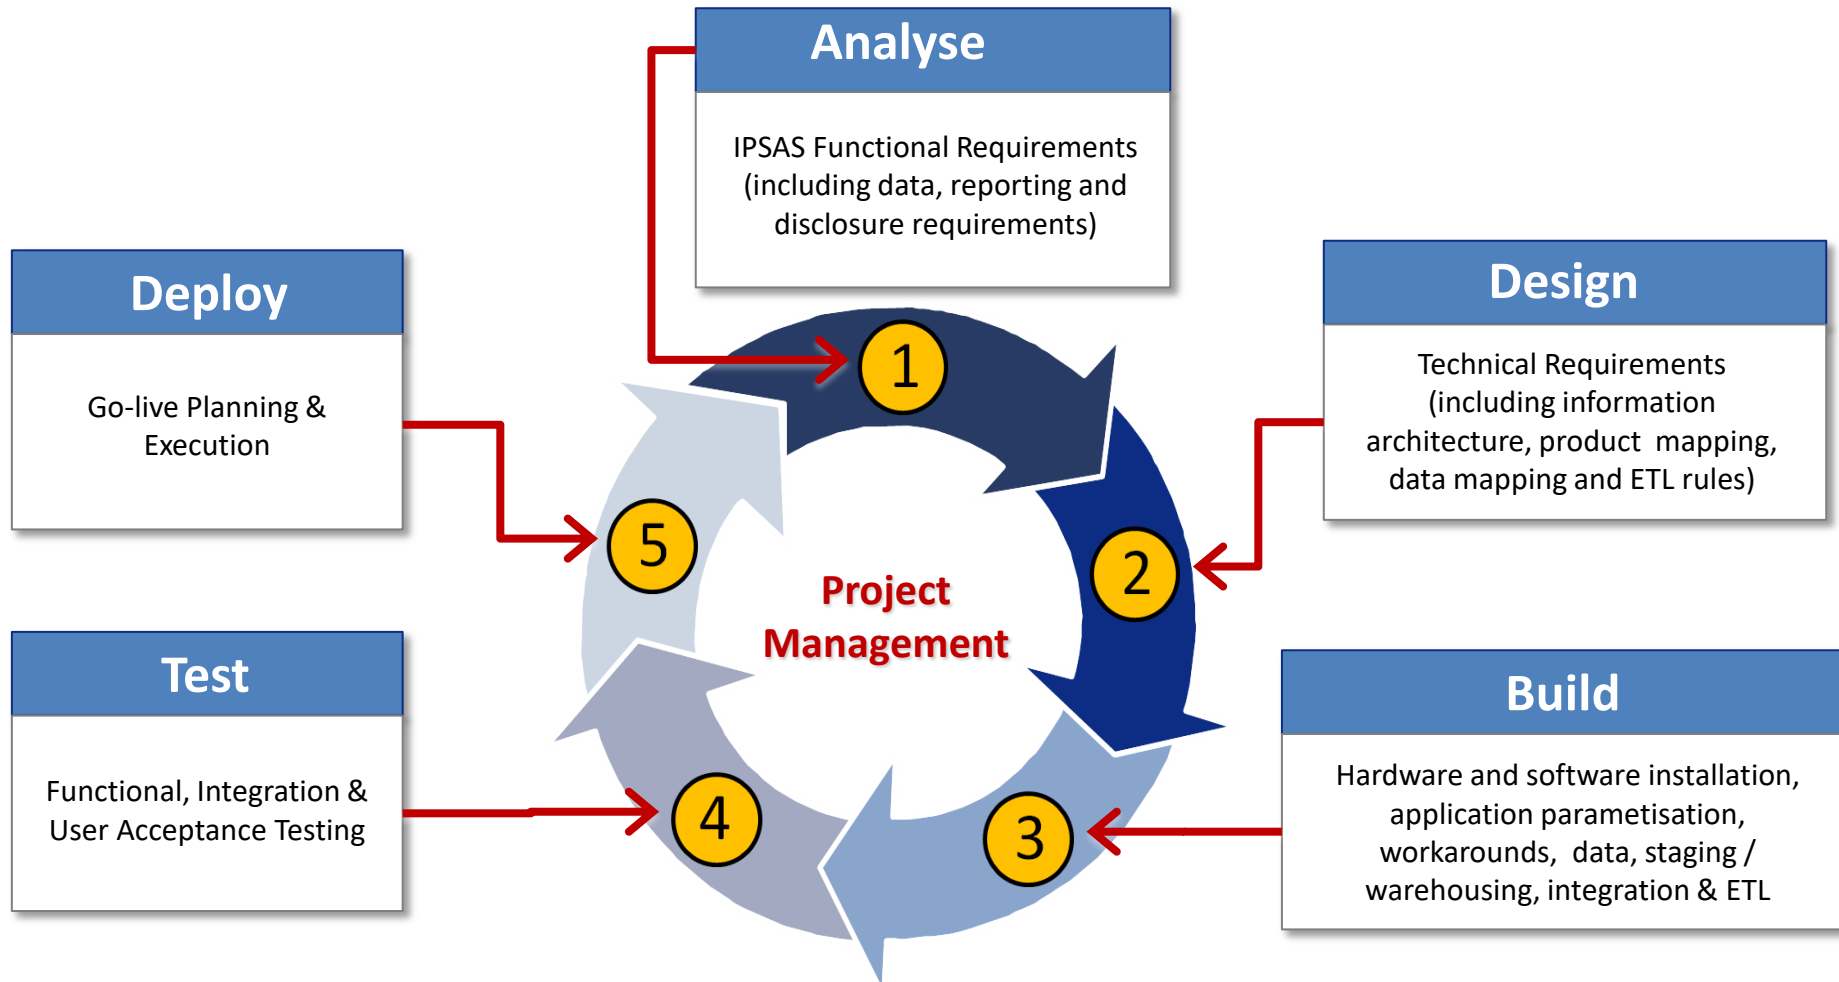 Analyse
IPSAS Functional Requirements
(including data, reporting and
disclosure requirements)
Design
Technical Requirements
(including information
architecture, product mapping,
data mapping and ETL rules)
Build
Hardware and software installation,
application parametisation,
workarounds, data, staging /
warehousing, integration & ETL
Test
Functional, Integration &
User Acceptance Testing
Deploy
Go-live Planning &
Execution
1
2
3
4
5
Project
Management